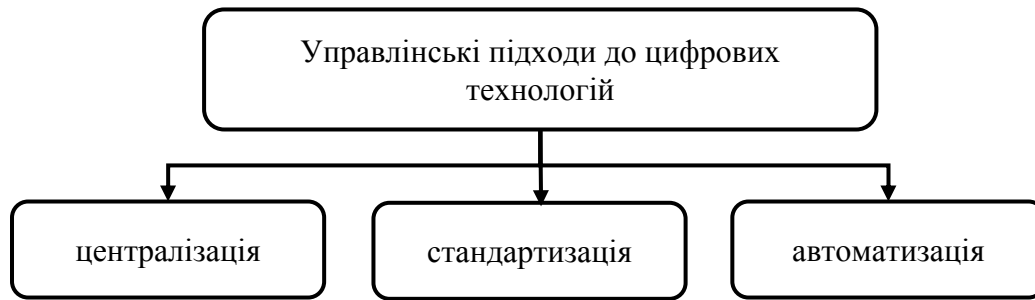 Управлінські підходи до цифрових
технологій
централізація
стандартизація
автоматизація